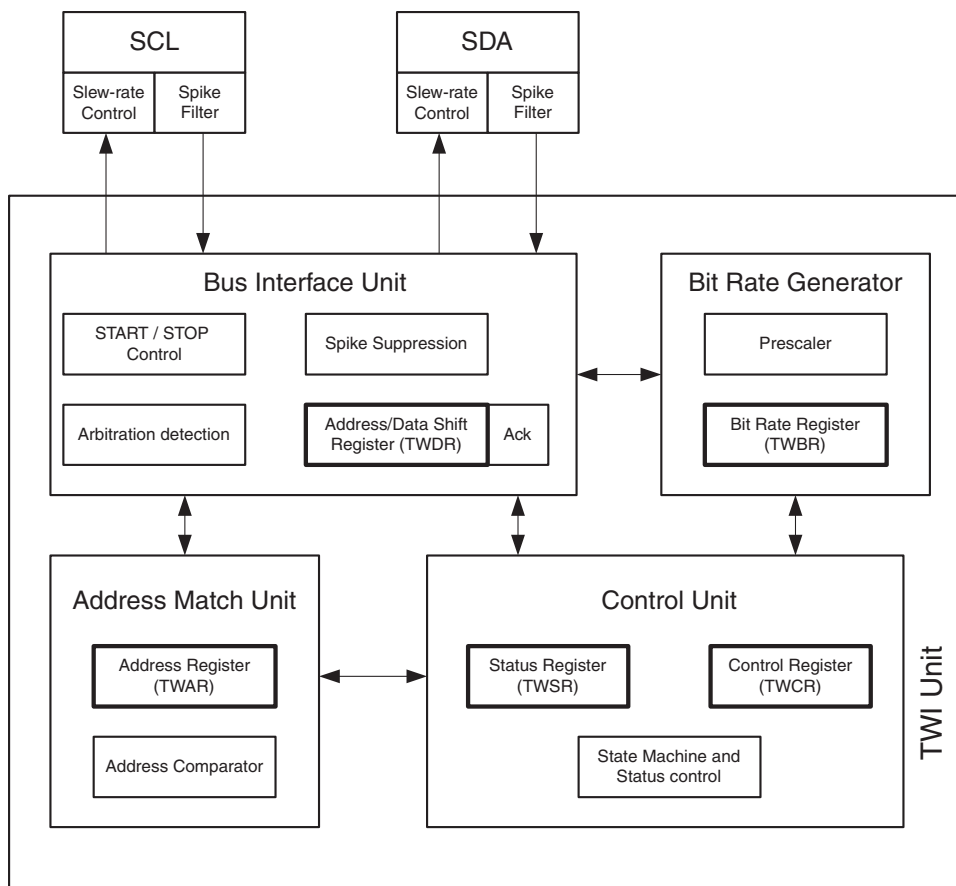 SCL
Slew-rate
Control
Spike
Filter
SDA
Slew-rate
Control
Spike
Filter
Bus Interface Unit
START / STOP
Control
Spike Suppression
Arbitration detection
Address/Data Shift
Register (TWDR)
Ack
Bit Rate Generator
Prescaler
Bit Rate Register
(TWBR)
Address Match Unit
Address Register
(TWAR)
Address Comparator
Control Unit
Status Register
(TWSR)
Control Register
(TWCR)
State Machine and
Status control
TWI Unit